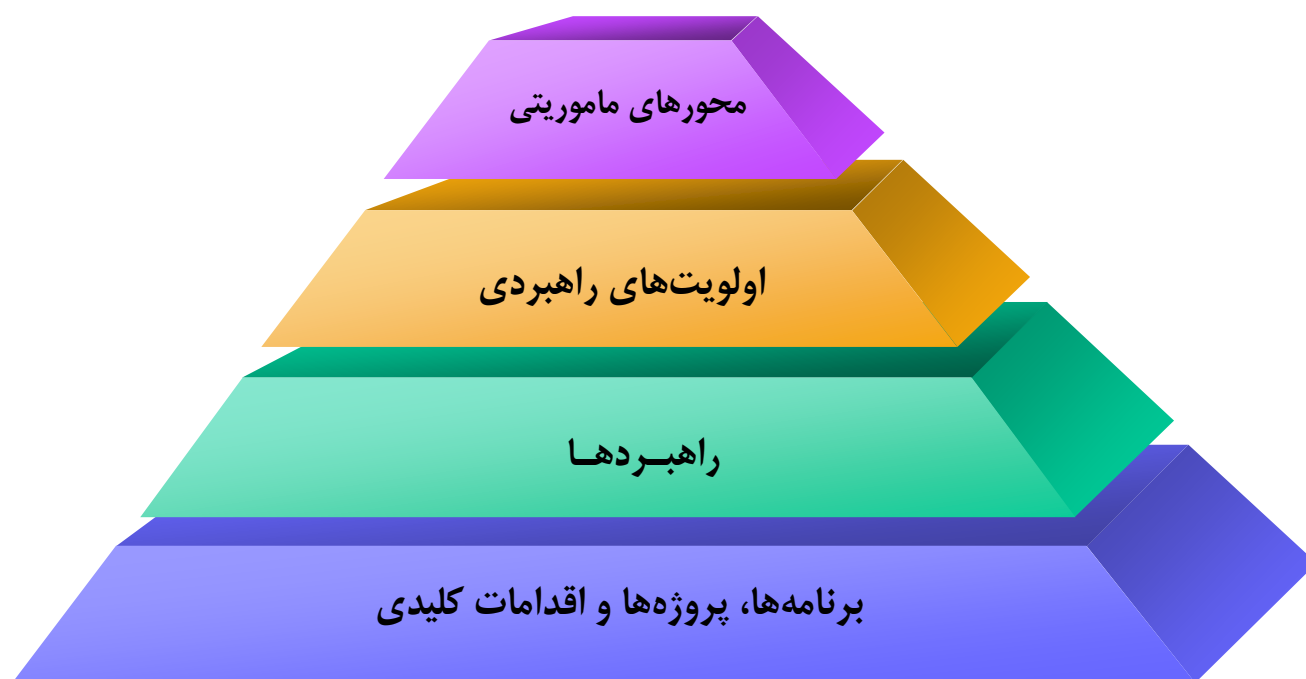 محورهای ماموریتی
اولویت‌های راهبردی
راهبـردهـا
برنامه‌ها، پروژه‌ها و اقدامات کلیدی